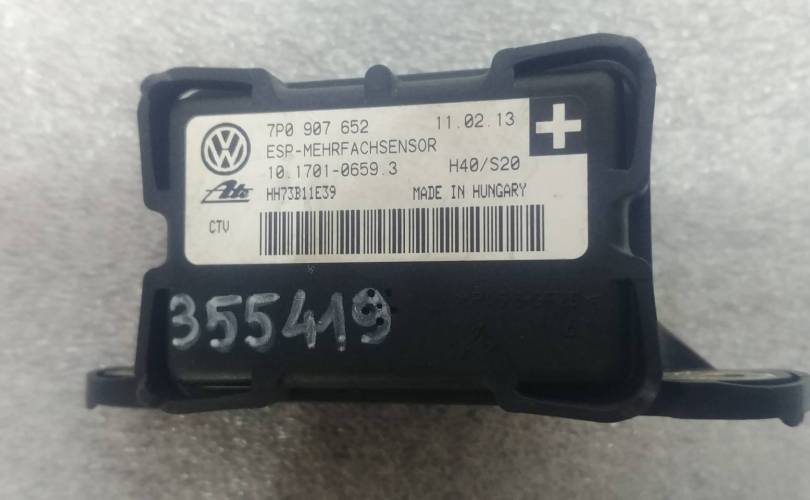 7P0 907 652 11.02.13
ESP-MEHRFACHSENSOR
10.1701-0659.3 H40/S20
Ate HH73B11E39 MADE IN HUNGARY
CTV
355419